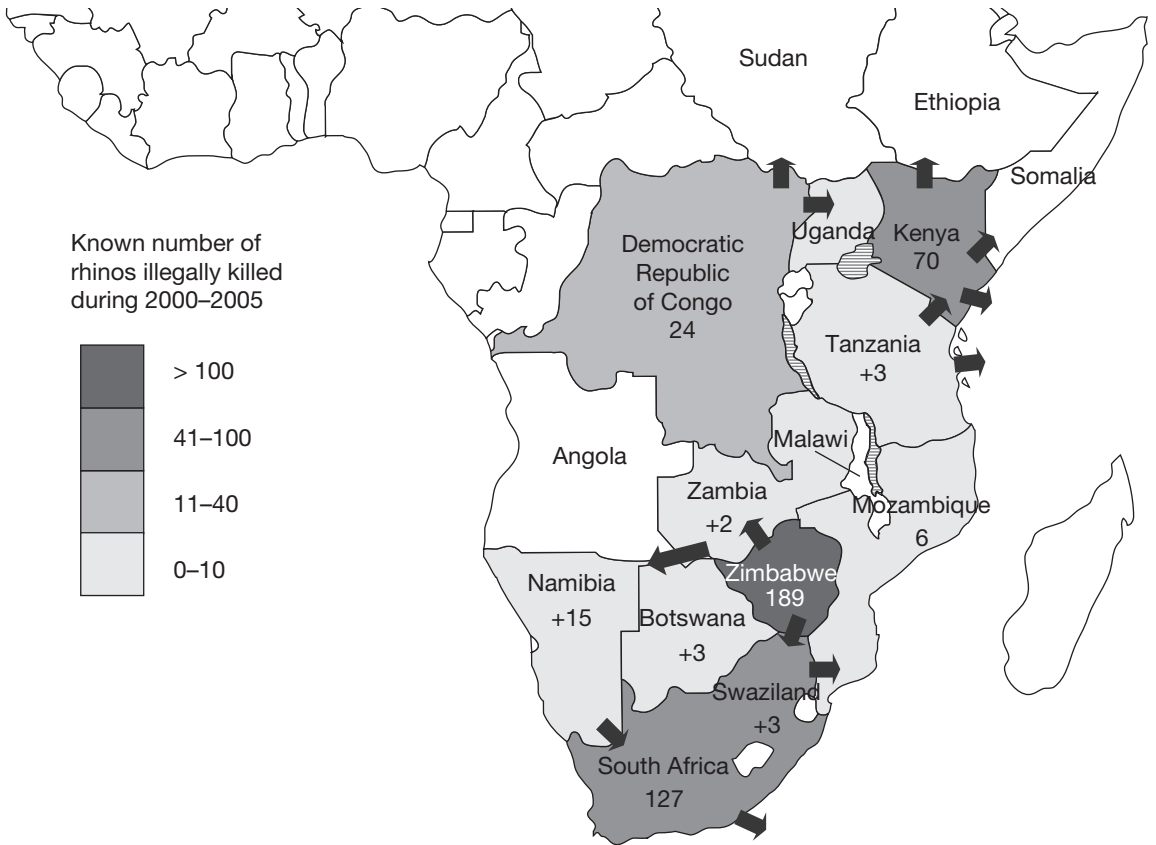 Sudan
Ethiopia
Somalia
Known number of
rhinos illegally killed
during 2000–2005
> 100
41–100
11–40
0–10
Democratic
Republic
of Congo
24
Uganda
Kenya
70
Tanzania
+3
Angola
Malawi
Zambia
+2
Mozambique
6
Zimbabwe
189
Namibia
+15
Botswana
+3
Swaziland
+3
South Africa
127